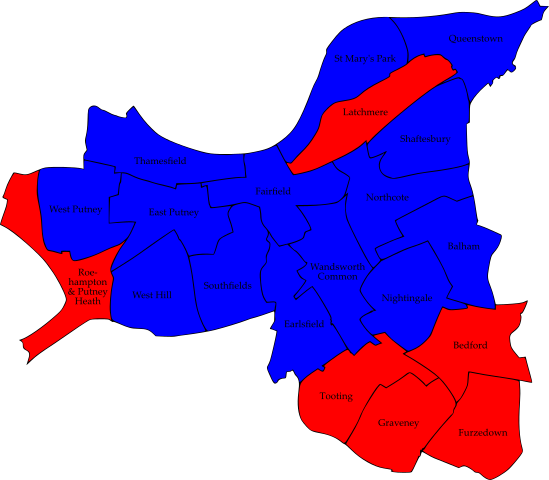 Queenstown
St Mary's Park
Latchmere
Shaftesbury
Thamesfield
Fairfield
Northcote
West Putney
East Putney
Balham
Roe-
hampton
& Putney
Heath
Wandsworth
Common
West Hill
Southfields
Nightingale
Earlsfield
Bedford
Tooting
Graveney
Furzedown